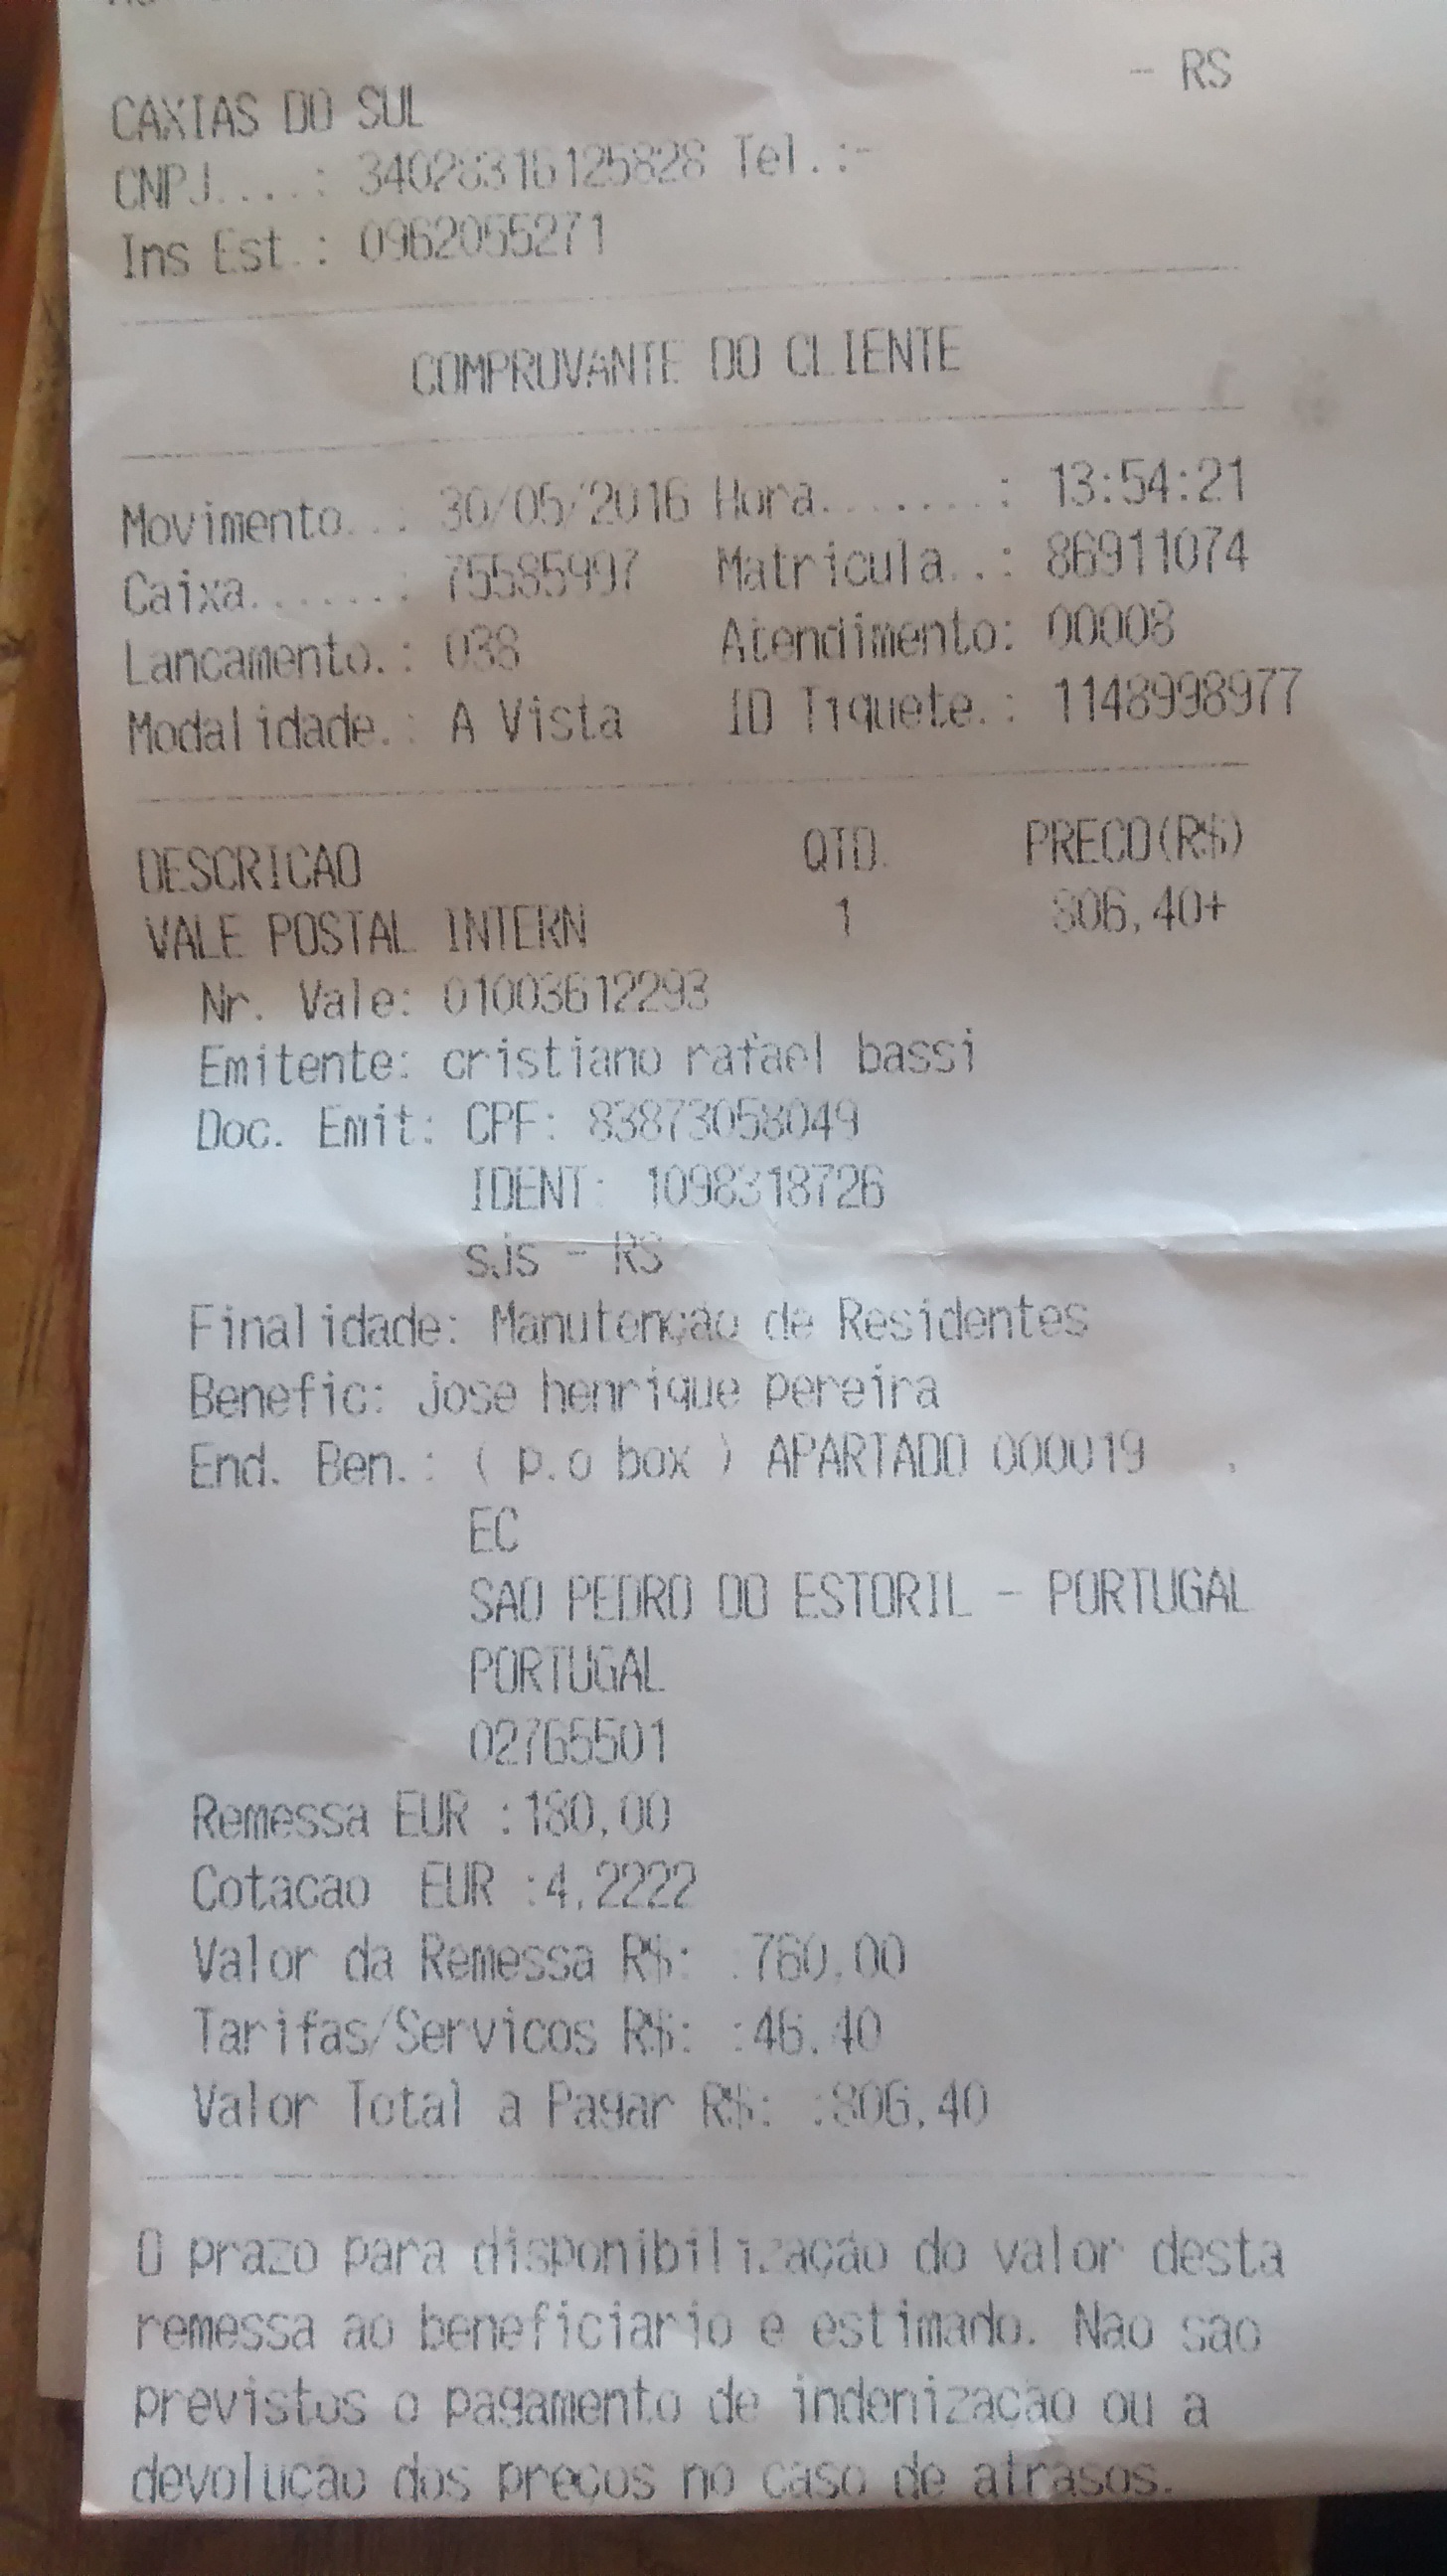 - RS
CAXIAS DO SUL
CNPJ....: 34028316125828 Tel.:-
Ins Est.: 0962055271
COMPROVANTE DO CLIENTE
Movimento...: 30/05/2016 Hora........: 13:54:21
Caixa.......: 75585997 Matricula..: 86911074
Lancamento.: 038 Atendimento: 00008
Modalidade.: A Vista ID Tiquete.: 1148998977
DESCRICAO QTD. PRECO(R$)
VALE POSTAL INTERN 1 806,40+
Nr. Vale: 01003612293
Emitente: cristiano rafael bassi
Doc. Emit: CPF: 83873058049
IDENT: 1098318726
sjs - RS
Finalidade: Manutenção de Residentes
Benefic: jose henrique pereira
End. Ben.: ( p.o box ) APARTADO 000019 ,
EC
SAO PEDRO DO ESTORIL - PORTUGAL
PORTUGAL
02765501
Remessa EUR :180,00
Cotacao EUR :4,2222
Valor da Remessa R$: :760,00
Tarifas/Servicos R$: :46,40
Valor Total a Pagar R$: :806,40
O prazo para disponibilização do valor desta
remessa ao beneficiario e estimado. Nao sao
previstos o pagamento de indenização ou a
devolução dos preços no caso de atrasos.